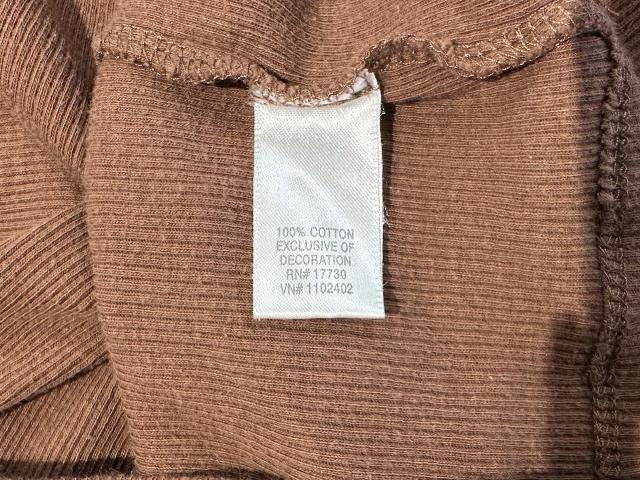 100% COTTON
EXCLUSIVE OF
DECORATION
RN# 17730
VN# 1102402